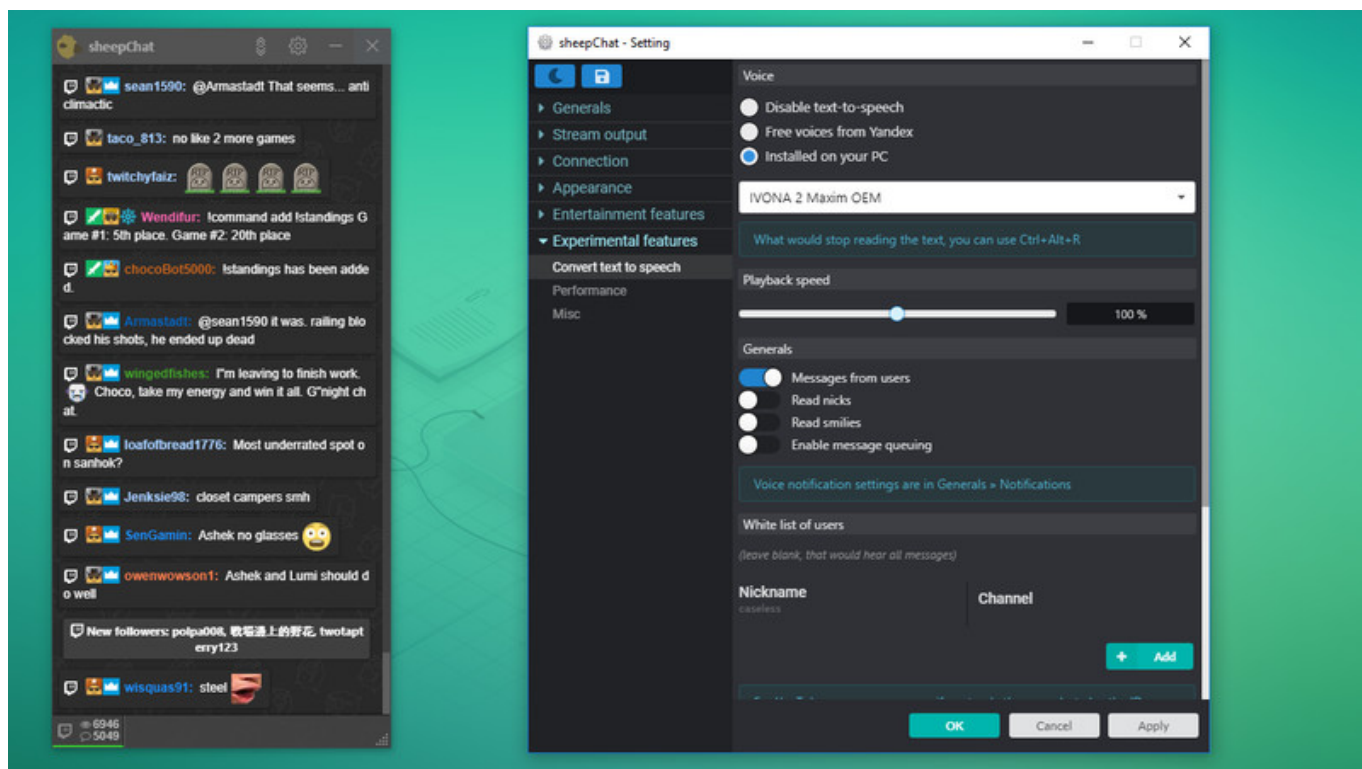 sheepChat
sean1590: @Armastadt That seems... anti
climactic
taco_813: no like 2 more games
twitchyfaiz:
Wendifur: !command add !standings G
ame #1: 5th place. Game #2: 20th place
chocoBot5000: !standings has been adde
d.
Armastadt: @sean1590 it was. railing blo
cked his shots, he ended up dead
wingedfishes: I'm leaving to finish work.
Choco, take my energy and win it all. G"night ch
at.
loafofbread1776: Most underrated spot o
n sanhok?
Jenksie98: closet campers smh
SenGamin: Ashek no glasses
owenwowson1: Ashek and Lumi should d
o well
New followers: polpa008, 戰場邊上的野花, twotapt
erry123
wisquas91: steel
6946
5049
sheepChat - Setting
Generals
Stream output
Connection
Appearance
Entertainment features
Experimental features
Convert text to speech
Performance
Misc
Voice
Disable text-to-speech
Free voices from Yandex
Installed on your PC
IVONA 2 Maxim OEM
What would stop reading the text, you can use Ctrl+Alt+R
Playback speed
100 %
Generals
Messages from users
Read nicks
Read smilies
Enable message queuing
Voice notification settings are in Generals » Notifications
White list of users
(leave blank, that would hear all messages)
Nickname
caseless
Channel
+ Add
OK
Cancel
Apply